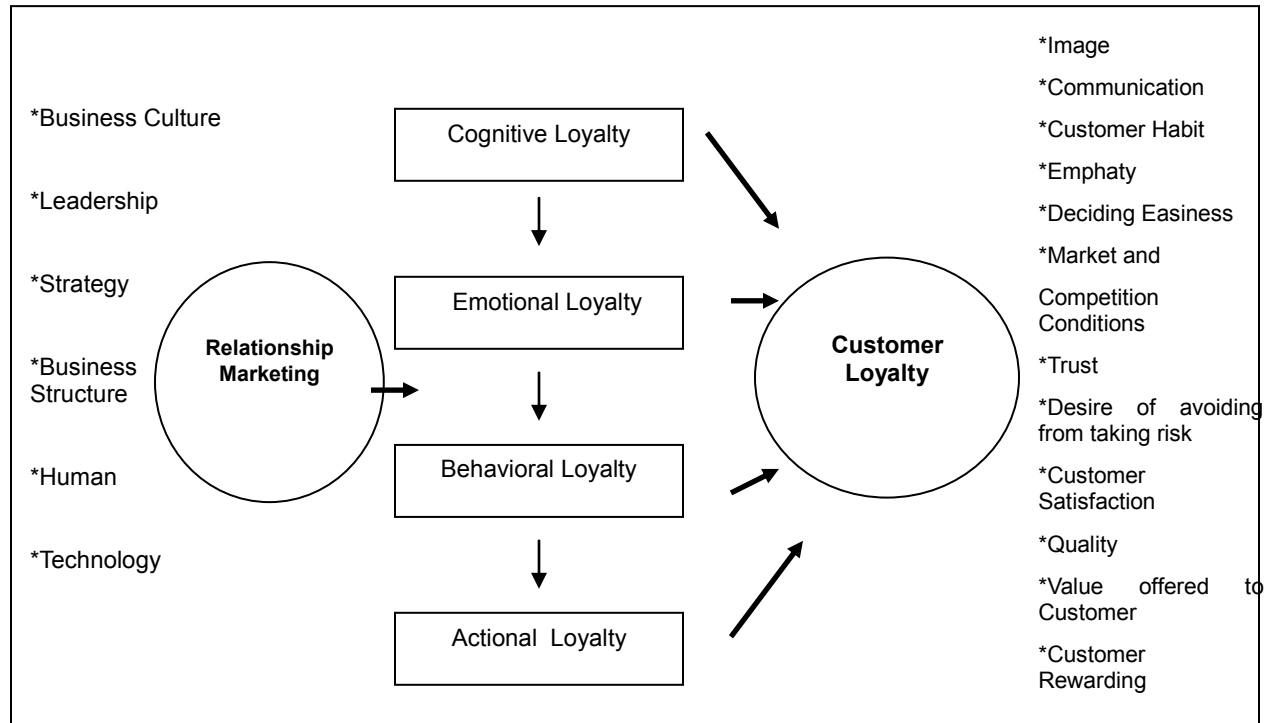 *Business Culture
*Leadership
*Strategy
*Business
Structure
*Human
*Technology
Relationship
Marketing
Cognitive Loyalty
Emotional Loyalty
Behavioral Loyalty
Actional Loyalty
Customer
Loyalty
*Image
*Communication
*Customer Habit
*Emphaty
*Deciding Easiness
*Market and
Competition
Conditions
*Trust
*Desire of avoiding
from taking risk
*Customer
Satisfaction
*Quality
*Value offered to
Customer
*Customer
Rewarding